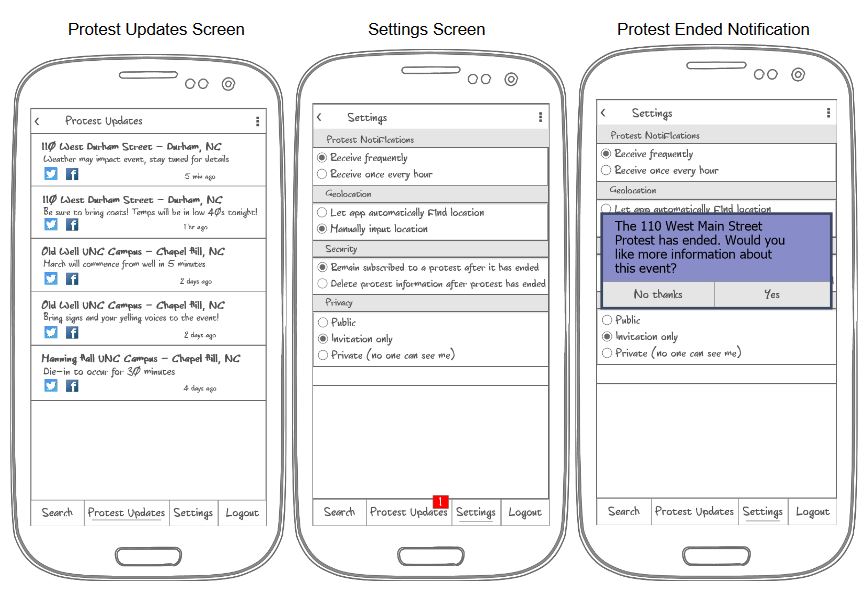 Protest Updates Screen
Settings Screen
Protest Ended Notification
< Protest Updates
110 West Durham Street - Durham, NC
Weather may impact event, stay tuned for details
5 min ago
110 West Durham Street - Durham, NC
Be sure to bring coats! Temps will be in low 40's tonight!
1 hr ago
Old Well UNC Campus - Chapel Hill, NC
March will commence from well in 5 minutes
2 days ago
Old Well UNC Campus - Chapel Hill, NC
Bring signs and your yelling voices to the event!
2 days ago
Manning Hall UNC Campus - Chapel Hill, NC
Die-in to occur for 30 minutes
4 days ago
Search Protest Updates Settings Logout
< Settings
Protest Notifications
Receive frequently
Receive once every hour
Geolocation
Let app automatically find location
Manually input location
Security
Remain subscribed to a protest after it has ended
Delete protest information after protest has ended
Privacy
Public
Invitation only
Private (no one can see me)
1
Search Protest Updates Settings Logout
< Settings
Protest Notifications
Receive frequently
Receive once every hour
Geolocation
Let app automatically find location
The 110 West Main Street
Protest has ended. Would you
like more information about
this event?
No thanks Yes
Public
Invitation only
Private (no one can see me)
Search Protest Updates Settings Logout